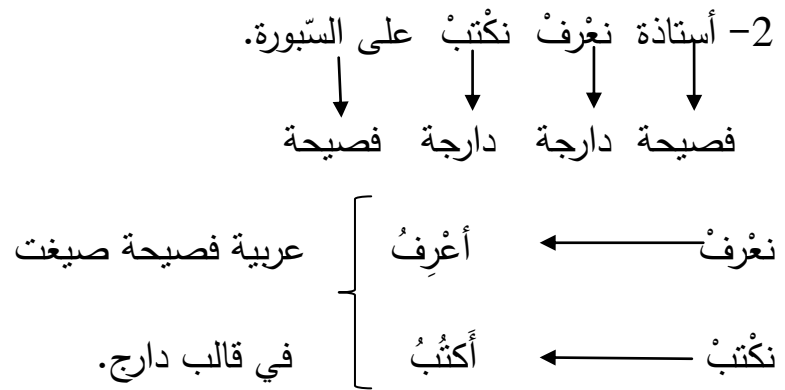 2- أستاذة نعْرفْ نكْتبْ على السّبورة.
فصيحة دارجة دارجة فصيحة
نعْرفْ أعْرِفُ عربية فصيحة صيغت
نكْتبْ أَكتُبُ في قالب دارج.